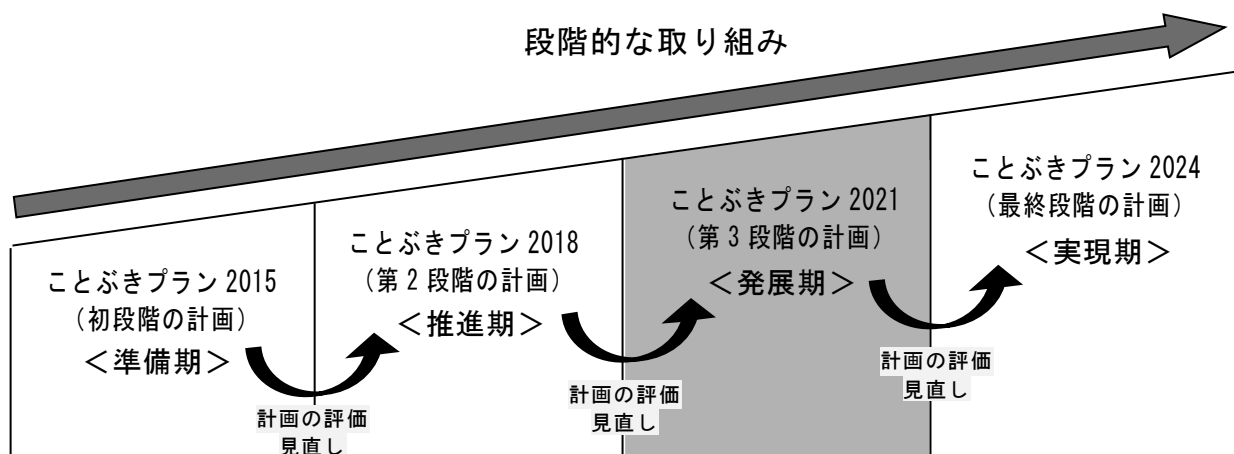 段階的な取り組み
ことぶきプラン 2015
(初段階の計画)
＜準備期＞
計画の評価
見直し
ことぶきプラン 2018
(第 2 段階の計画)
＜推進期＞
計画の評価
見直し
ことぶきプラン 2021
(第 3 段階の計画)
＜発展期＞
計画の評価
見直し
ことぶきプラン 2024
(最終段階の計画)
＜実現期＞